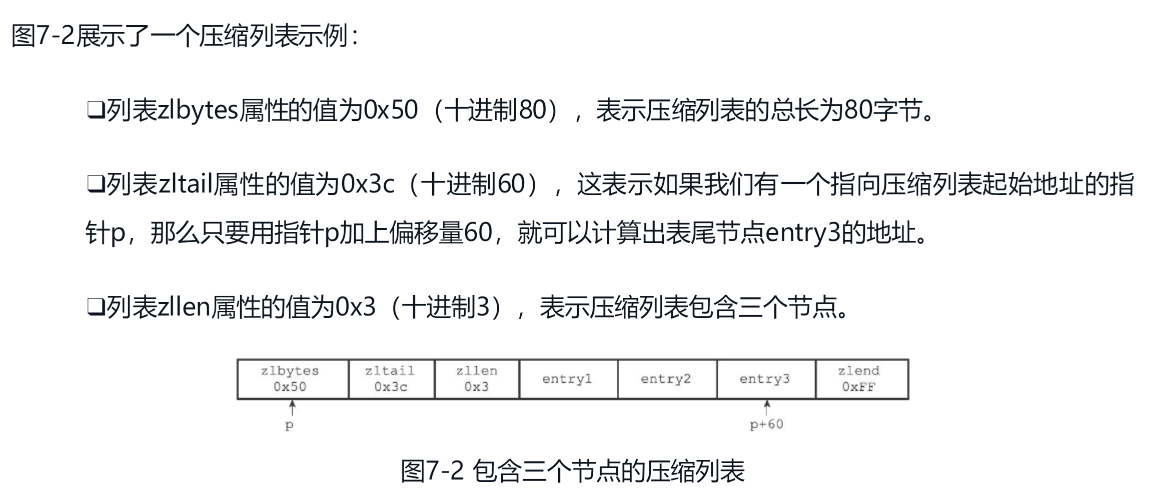 图7-2展示了一个压缩列表示例：
❏列表zlbytes属性的值为0x50（十进制80），表示压缩列表的总长为80字节。
❏列表zltail属性的值为0x3c（十进制60），这表示如果我们有一个指向压缩列表起始地址的指
针p，那么只要用指针p加上偏移量60，就可以计算出表尾节点entry3的地址。
❏列表zllen属性的值为0x3（十进制3），表示压缩列表包含三个节点。
zlbytes zltail zllen entry1 entry2 entry3 zlend
0x50 0x3c 0x3 0xFF
p p+60
图7-2 包含三个节点的压缩列表